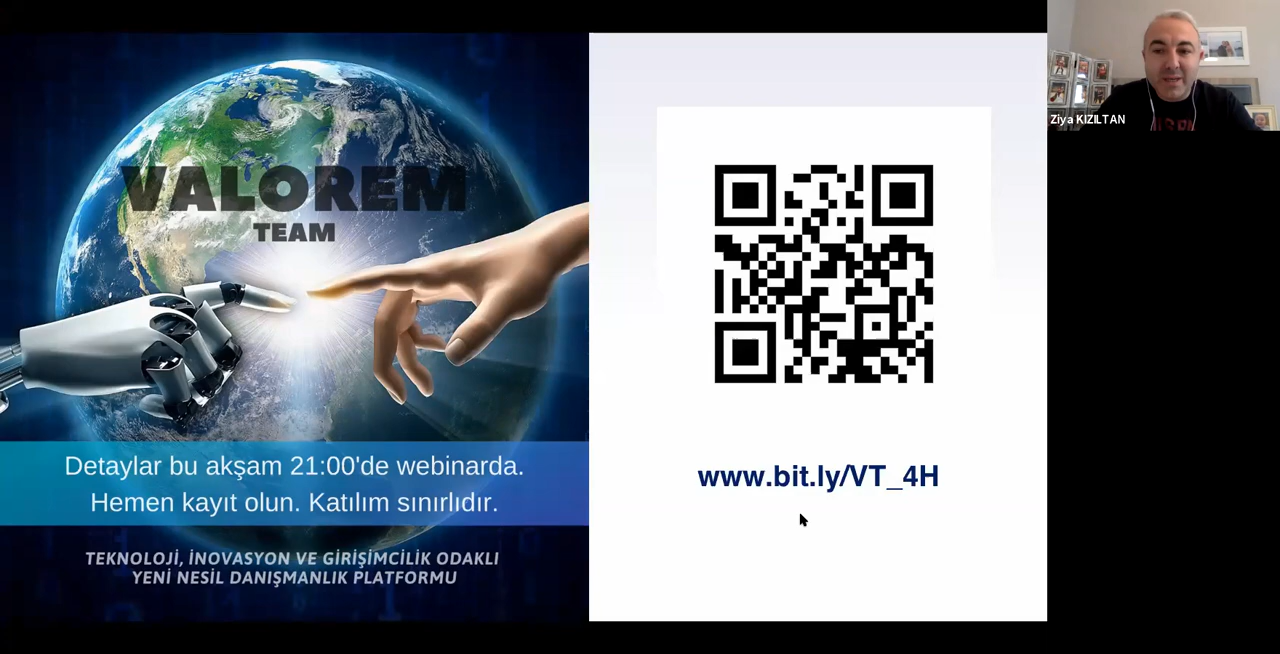 VALOREM
TEAM
Detaylar bu akşam 21:00'de webinarda.
Hemen kayıt olun. Katılım sınırlıdır.
TEKNOLOJİ, İNOVASYON VE GİRİŞİMCİLİK ODAKLI
YENİ NESİL DANIŞMANLIK PLATFORMU
www.bit.ly/VT_4H
Ziya KIZILTAN